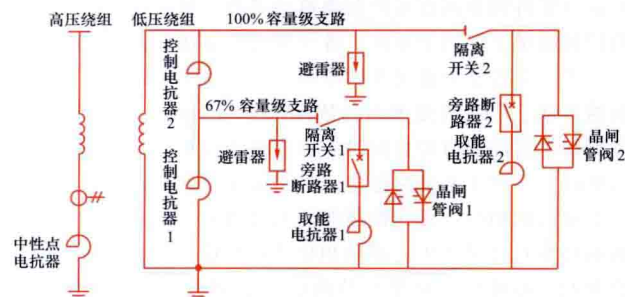 高压绕组
低压绕组
100% 容量级支路
控制电抗器2
避雷器
隔离
开关2
67% 容量级支路
旁路断
路器2
取能
电抗器2
晶闸
管阀2
控制电抗器1
避雷器
隔离
开关1
旁路
断路器1
取能
电抗器1
晶闸
管阀1
中性点
电抗器